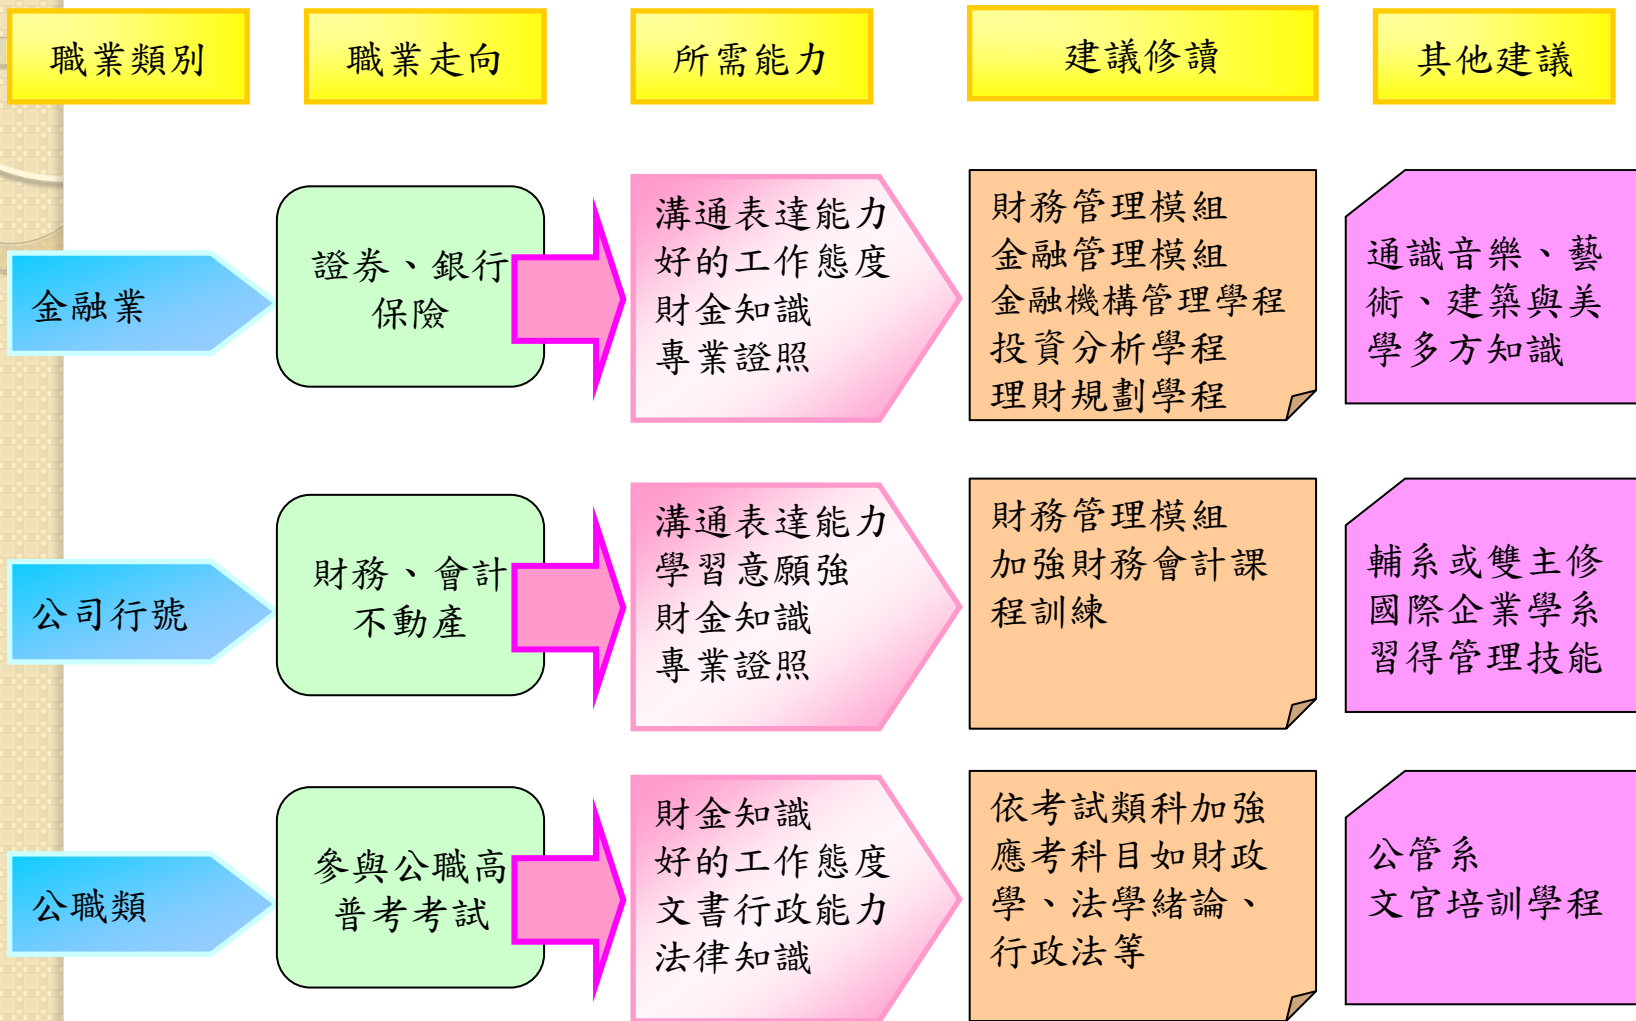 職業類別
職業走向
所需能力
建議修讀
其他建議
金融業
證券、銀行
保險
溝通表達能力
好的工作態度
財金知識
專業證照
財務管理模組
金融管理模組
金融機構管理學程
投資分析學程
理財規劃學程
通識音樂、藝
術、建築與美
學多方知識
公司行號
財務、會計
不動產
溝通表達能力
學習意願強
財金知識
專業證照
財務管理模組
加強財務會計課
程訓練
輔系或雙主修
國際企業學系
習得管理技能
公職類
參與公職高
普考考試
財金知識
好的工作態度
文書行政能力
法律知識
依考試類科加強
應考科目如財政
學、法學緒論、
行政法等
公管系
文官培訓學程